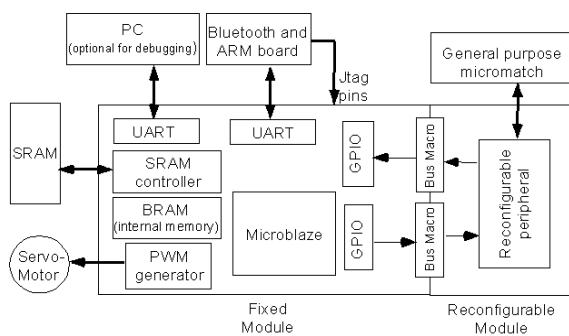 PC
(optional for debugging)
Bluetooth and
ARM board
General purpose
micromatch
Jtag
pins
SRAM
UART
UART
SRAM
controller
BRAM
(internal memory)
PWM
generator
Servo-
Motor
Microblaze
GPIO
GPIO
Bus Macro
Bus Macro
Reconfigurable
peripheral
Fixed
Module
Reconfigurable
Module